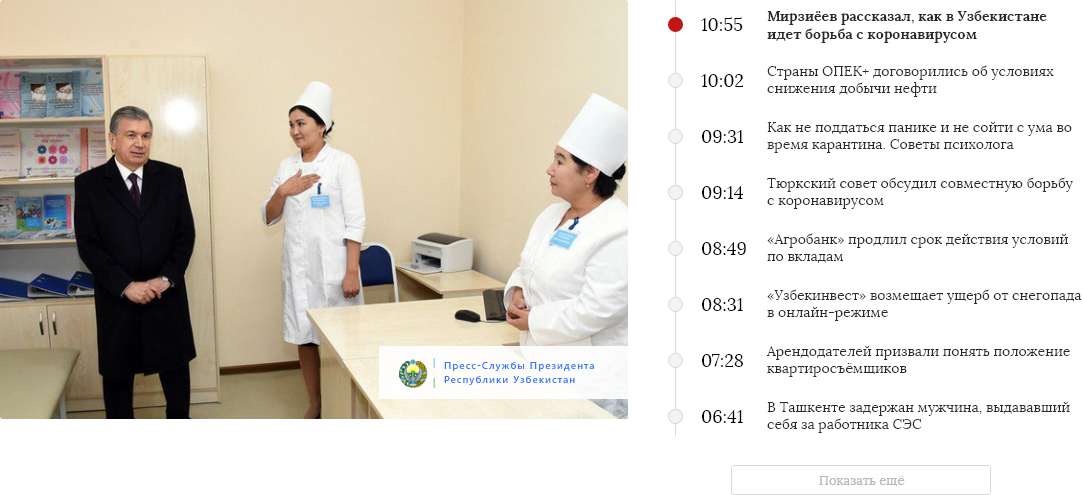 Пресс-Службы Президента
Республики Узбекистан
10:55
Мирзиёев рассказал, как в Узбекистане
идет борьба с коронавирусом
10:02
Страны ОПЕК+ договорились об условиях
снижения добычи нефти
09:31
Как не поддаться панике и не сойти с ума во
время карантина. Советы психолога
09:14
Тюркский совет обсудил совместную борьбу
с коронавирусом
08:49
«Агробанк» продлил срок действия условий
по вкладам
08:31
«Узбекинвест» возмещает ущерб от снегопада
в онлайн-режиме
07:28
Арендодателей призвали понять положение
квартиросъёмщиков
06:41
В Ташкенте задержан мужчина, выдававший
себя за работника СЭС
Показать ещё